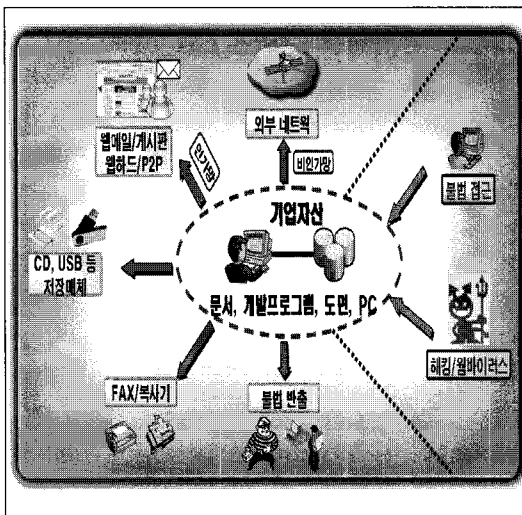 웹메일/게시판
웹하드/P2P
외부 네트웍
인가망
비인가망
불법 접근
기업자산
CD, USB 등
저장매체
문서, 개발프로그램, 도면, PC
해킹/웜바이러스
FAX/복사기
불법 반출